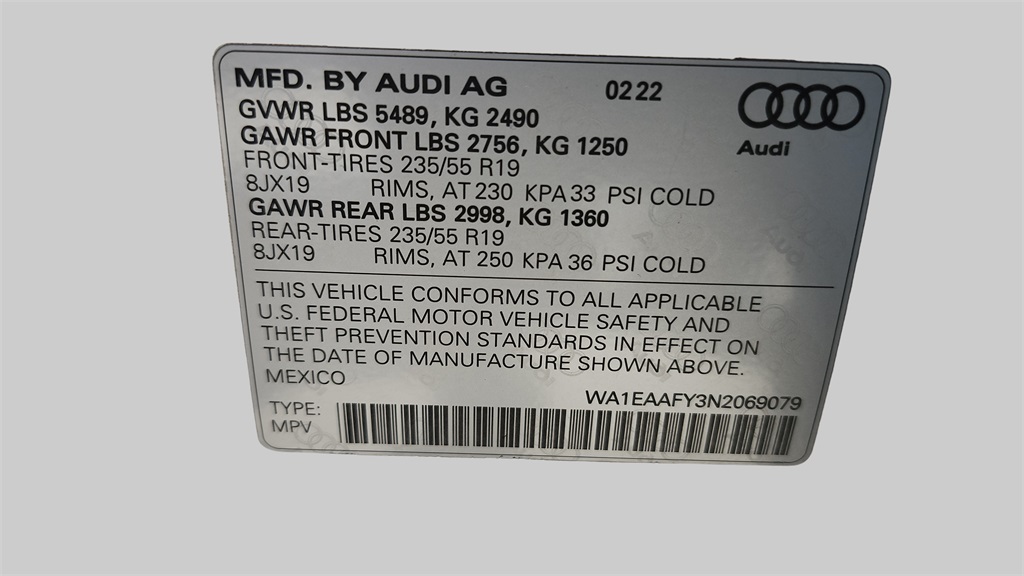 MFD. BY AUDI AG 02 22
Audi
GVWR LBS 5489, KG 2490
GAWR FRONT LBS 2756, KG 1250
FRONT-TIRES 235/55 R19
8JX19 RIMS, AT 230 KPA 33 PSI COLD
GAWR REAR LBS 2998, KG 1360
REAR-TIRES 235/55 R19
8JX19 RIMS, AT 250 KPA 36 PSI COLD
THIS VEHICLE CONFORMS TO ALL APPLICABLE
U.S. FEDERAL MOTOR VEHICLE SAFETY AND
THEFT PREVENTION STANDARDS IN EFFECT ON
THE DATE OF MANUFACTURE SHOWN ABOVE.
MEXICO
WA1EAAFY3N2069079
TYPE:
MPV